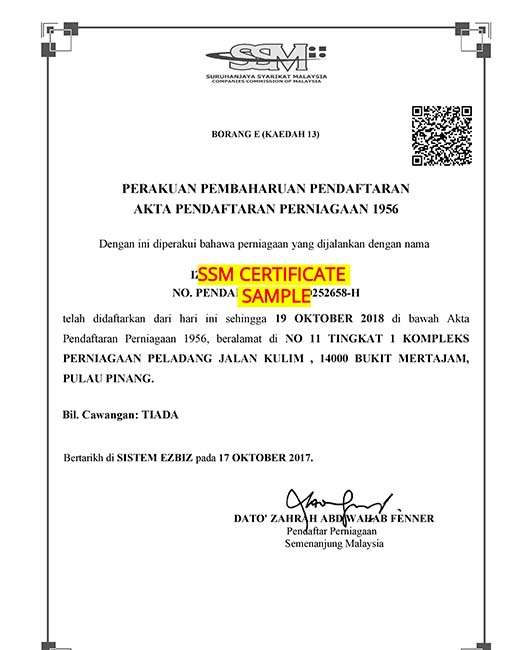 SSM
SURUHANJAYA SYARIKAT MALAYSIA
COMPANIES COMMISSION OF MALAYSIA
BORANG E (KAEDAH 13)
PERAKUAN PEMBAHARUAN PENDAFTARAN
AKTA PENDAFTARAN PERNIAGAAN 1956
Dengan ini diperakui bahawa perniagaan yang dijalankan dengan nama
SSM CERTIFICATE
SAMPLE
NO. 252658-H
telah didaftarkan dari hari ini sehingga 19 OKTOBER 2018 di bawah Akta
Pendaftaran Perniagaan 1956, beralamat di NO 11 TINGKAT 1 KOMPLEKS
PERNIAGAAN PELADANG JALAN KULIM , 14000 BUKIT MERTAJAM,
PULAU PINANG.
Bil. Cawangan: TIADA
Bertarikh di SISTEM EZBIZ pada 17 OKTOBER 2017.
DATO' ZAHRAH ABD WAHAB FENNER
Pendaftar Perniagaan
Semenanjung Malaysia